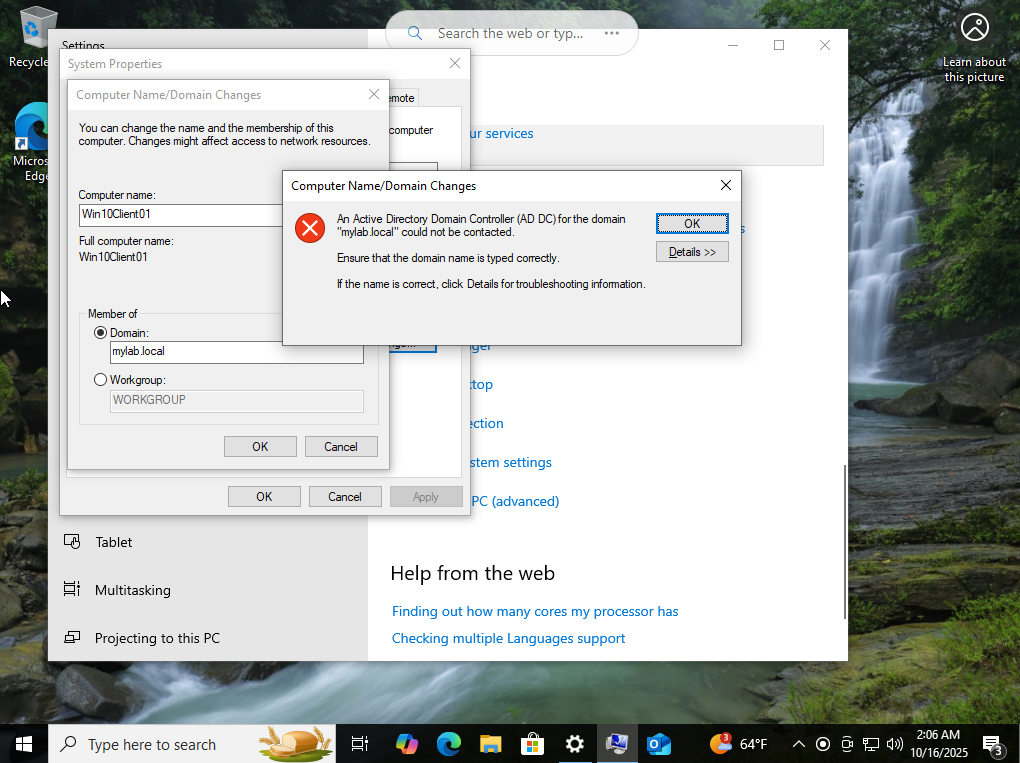 Recycle
Learn about
this picture
Micros
Edge
Search the web or typ...
Settings
System Properties
emote
computer
ur services
Computer Name/Domain Changes
You can change the name and the membership of this
computer. Changes might affect access to network resources.
Computer name:
Win10Client01
Full computer name:
Win10Client01
Member of
Domain:
mylab.local
Workgroup:
WORKGROUP
OK
Cancel
Computer Name/Domain Changes
An Active Directory Domain Controller (AD DC) for the domain
"mylab.local" could not be contacted.
Ensure that the domain name is typed correctly.
If the name is correct, click Details for troubleshooting information.
OK
Details >>
s
ger
ktop
ection
stem settings
PC (advanced)
OK
Cancel
Apply
Tablet
Multitasking
Projecting to this PC
Help from the web
Finding out how many cores my processor has
Checking multiple Languages support
Type here to search
3
64°F
2:06 AM
10/16/2025
3